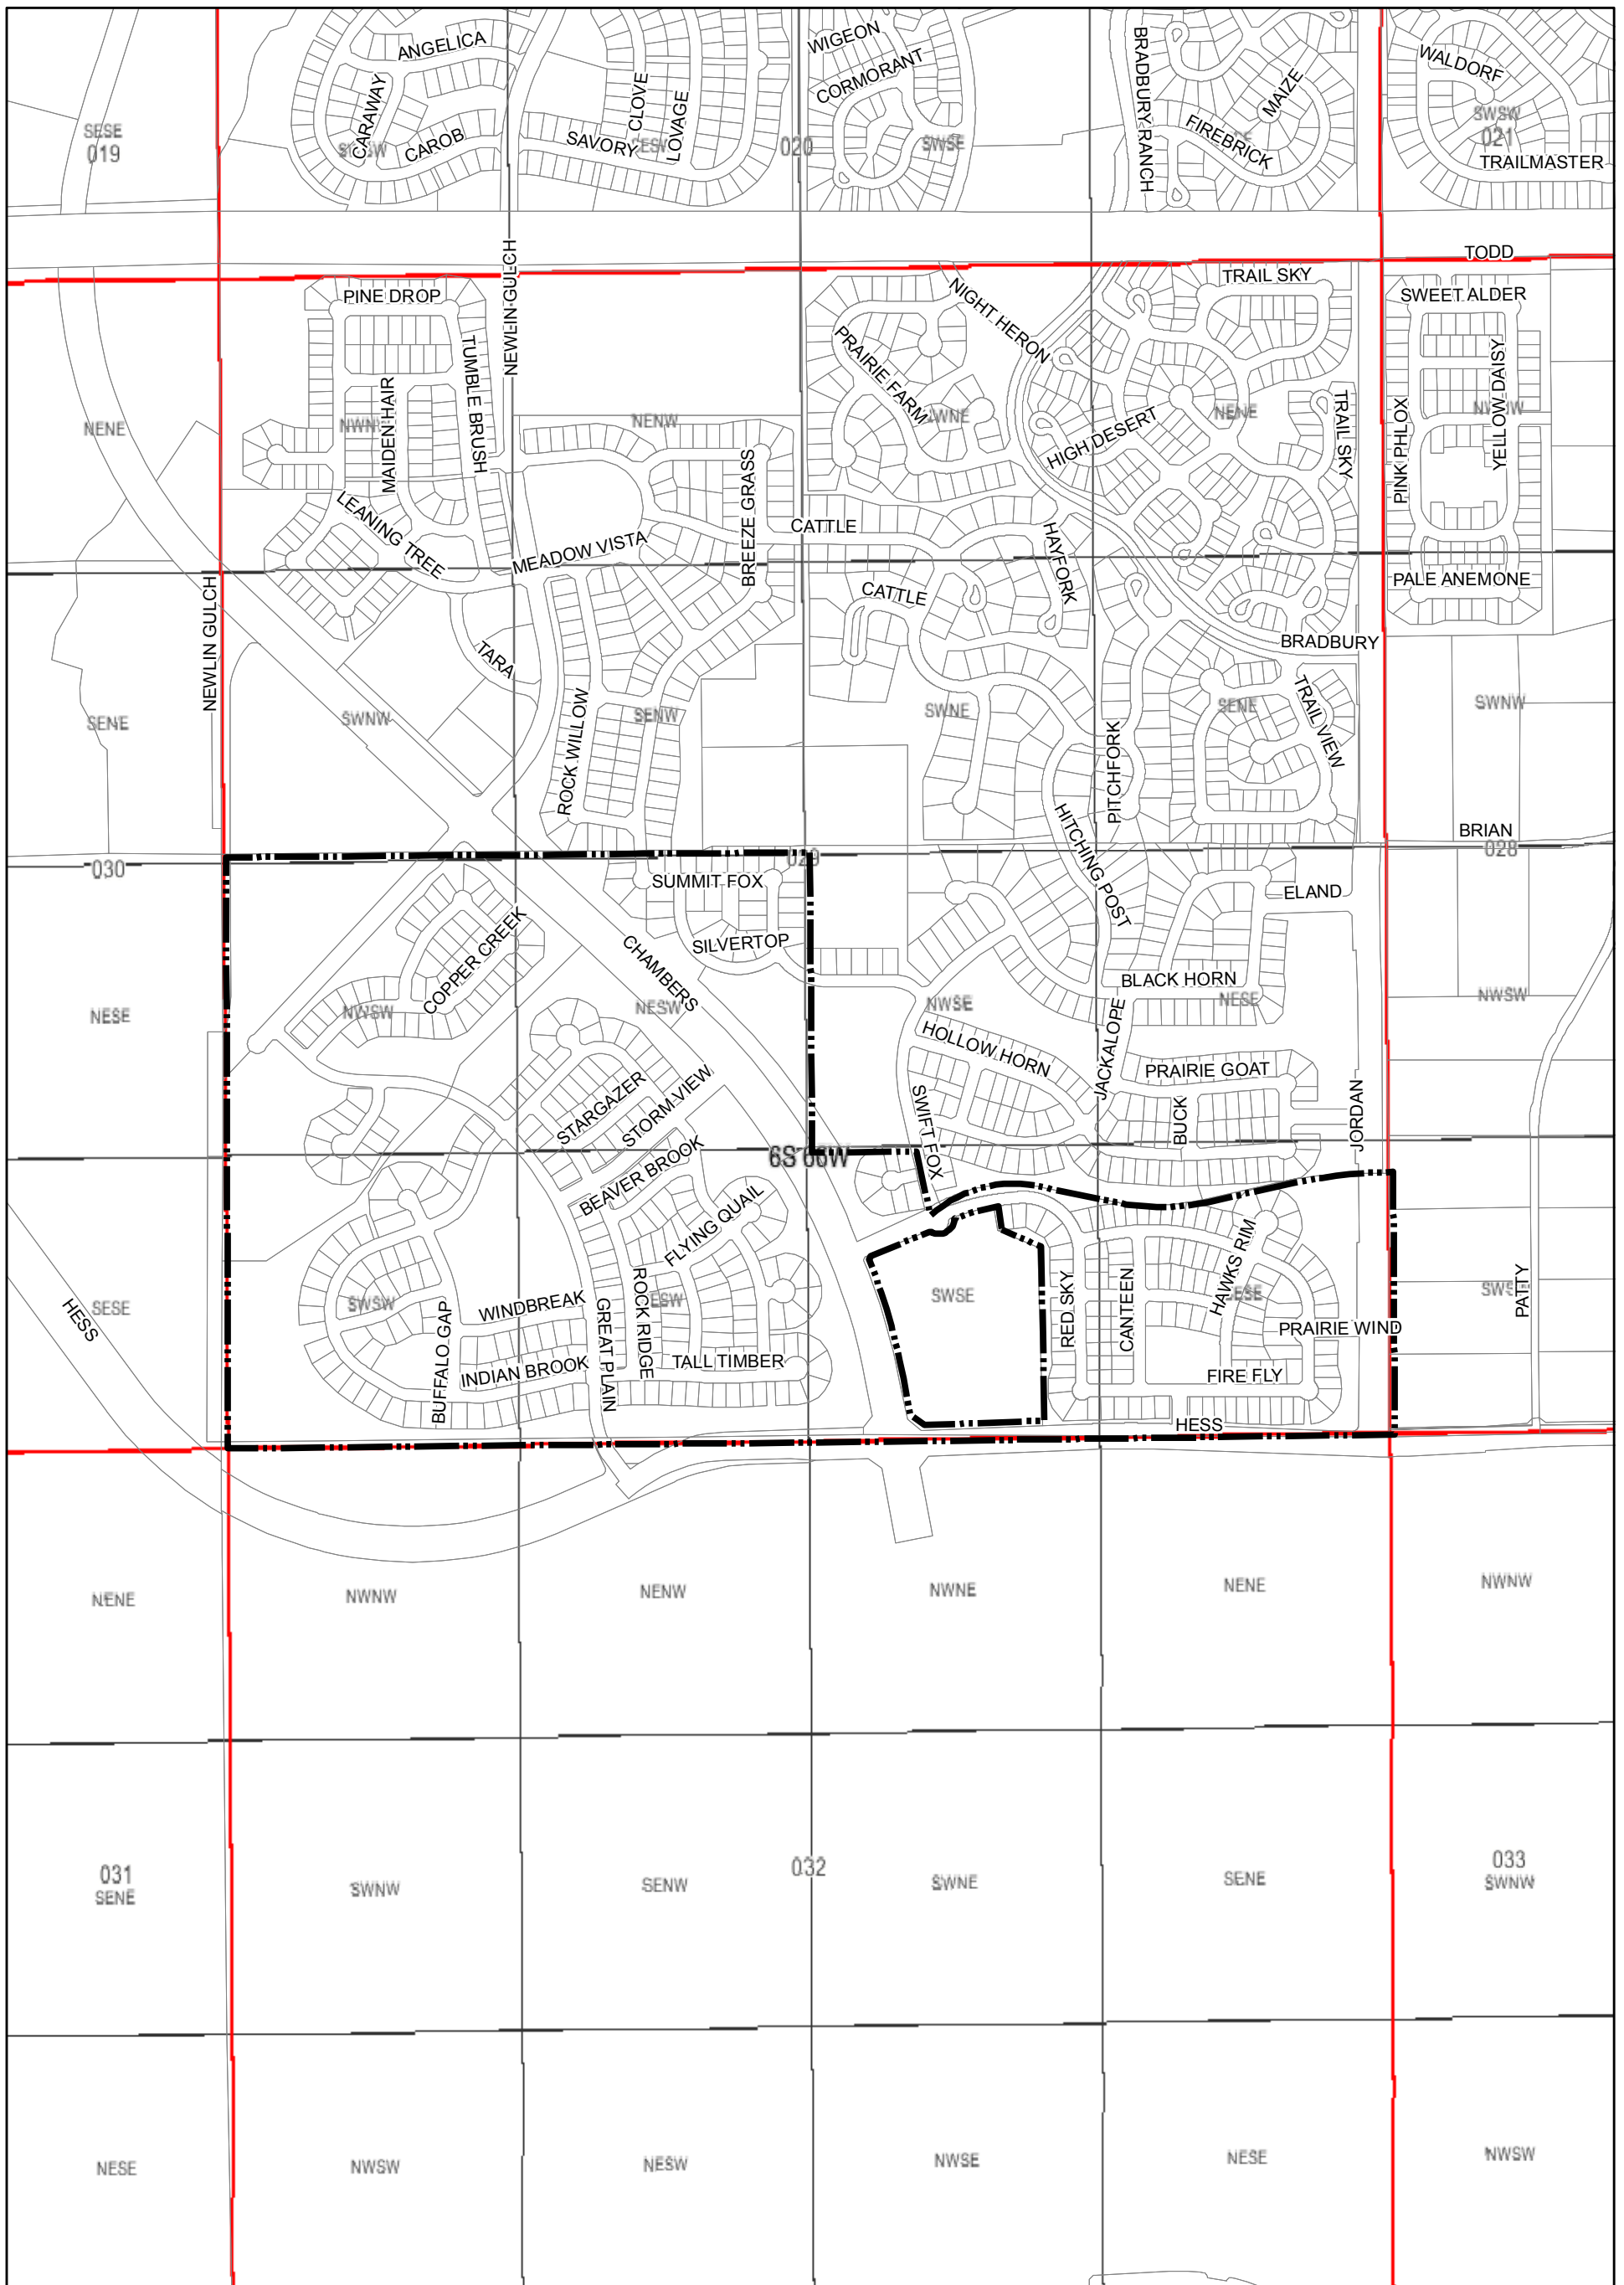 ANGELICA
WIGEON
CORMORANT
BRADBURY RANCH
WALDORF
CARAWAY
CLOVE
LOVAGE
MAIZE
SWSW
021
SESE
019
CAROB
SAVORY
020
SWSE
FIREBRICK
TRAILMASTER
NEWLIN GULCH
TODD
PINE DROP
TRAIL SKY
SWEET ALDER
NIGHT HERON
TUMBLE BRUSH
PRAIRIE FARM
YELLOW DAISY
MAIDEN HAIR
NENE
NENW
NENE
HIGH DESERT
TRAIL SKY
PINK PHLOX
BREEZE GRASS
LEANING TREE
MEADOW VISTA
CATTLE
HAYFORK
NEWLIN GULCH
CATTLE
PALE ANEMONE
TARA
BRADBURY
SENE
SWNW
ROCK WILLOW
SENW
SWNE
PITCHFORK
SENE
TRAIL VIEW
SWNW
HITCHING POST
BRIAN
030
029
028
SUMMIT FOX
ELAND
COPPER CREEK
CHAMBERS
SILVERTOP
BLACK HORN
NESE
NWSW
NESW
NWSE
JACKALOPE
NESE
NWSW
HOLLOW HORN
STARGAZER
STORM VIEW
SWIFT FOX
PRAIRIE GOAT
BUCK
JORDAN
BEAVER BROOK
6S 66W
FLYING QUAIL
HESS
SESE
SWSW
BUFFALO GAP
WINDBREAK
GREAT PLAIN
ROCK RIDGE
SWSE
RED SKY
CANTEEN
HAWKS RIM
PATTY
PRAIRIE WIND
INDIAN BROOK
TALL TIMBER
FIRE FLY
HESS
NENE
NWNW
NENW
NWNE
NENE
NWNW
031
SENE
SWNW
SENW
032
SWNE
SENE
033
SWNW
NESE
NWSW
NESW
NWSE
NESE
NWSW